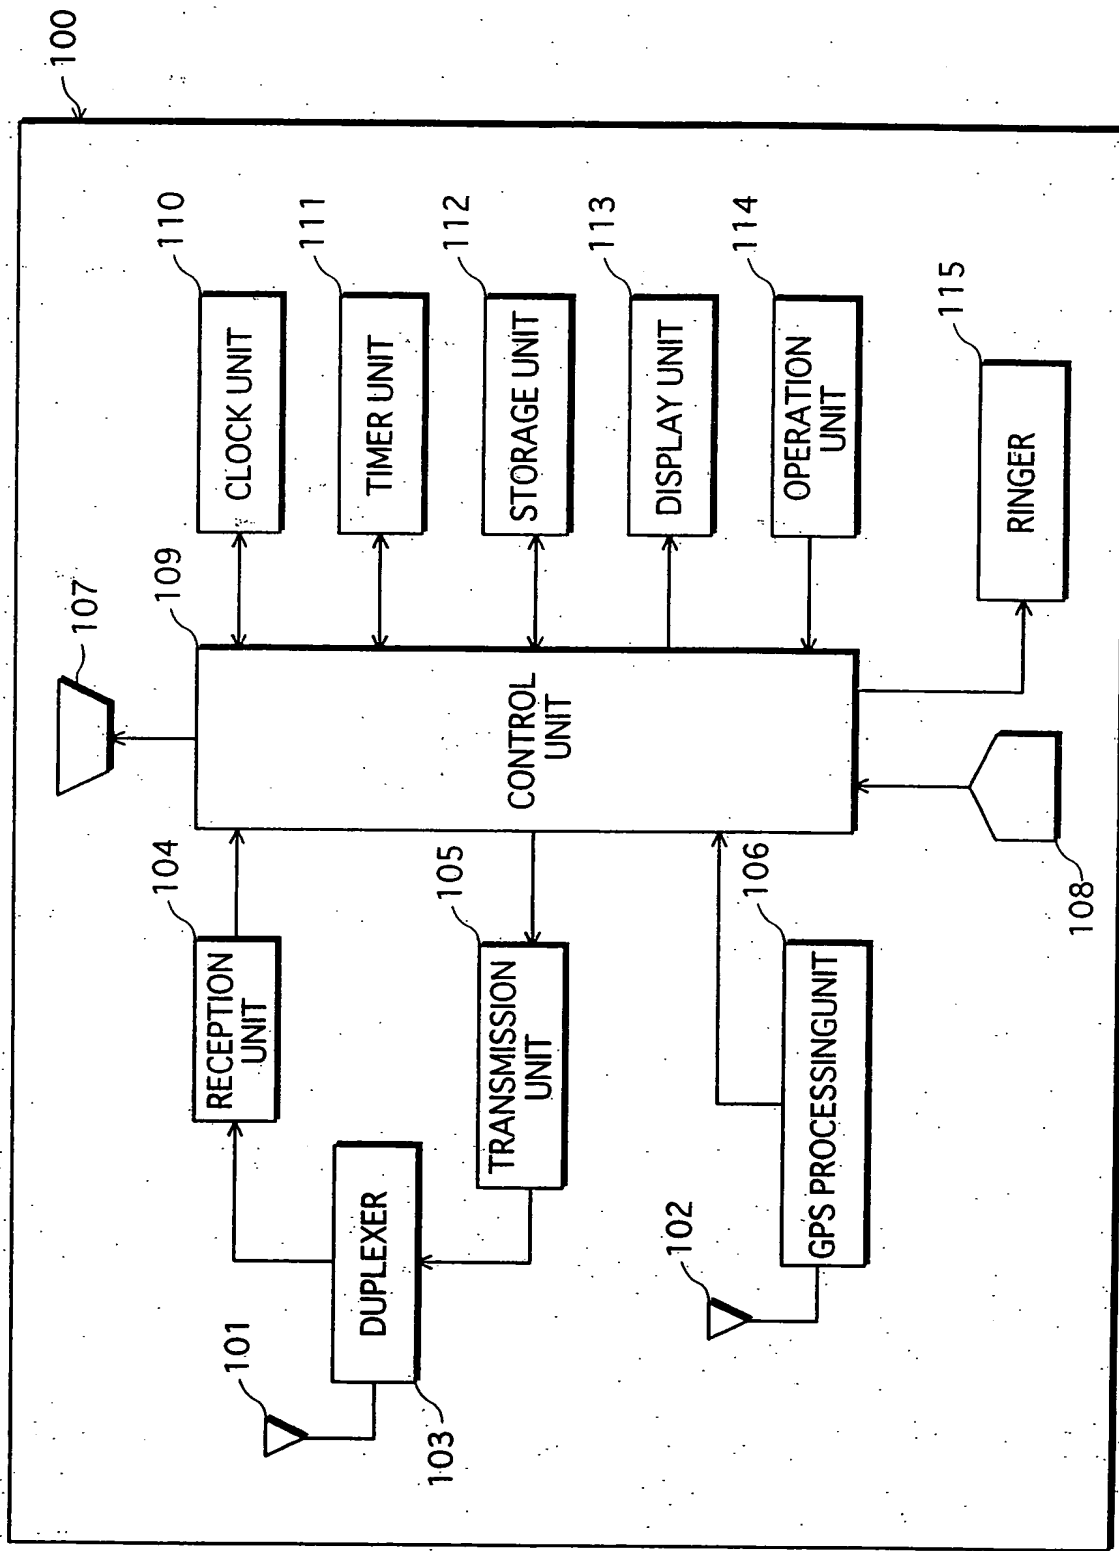 100
107
109
110
CLOCK UNIT
111
TIMER UNIT
112
STORAGE UNIT
113
DISPLAY UNIT
114
OPERATION
UNIT
115
RINGER
CONTROL
UNIT
104
RECEPTION
UNIT
105
TRANSMISSION
UNIT
101
DUPLEXER
103
102
106
GPS PROCESSINGUNIT
108